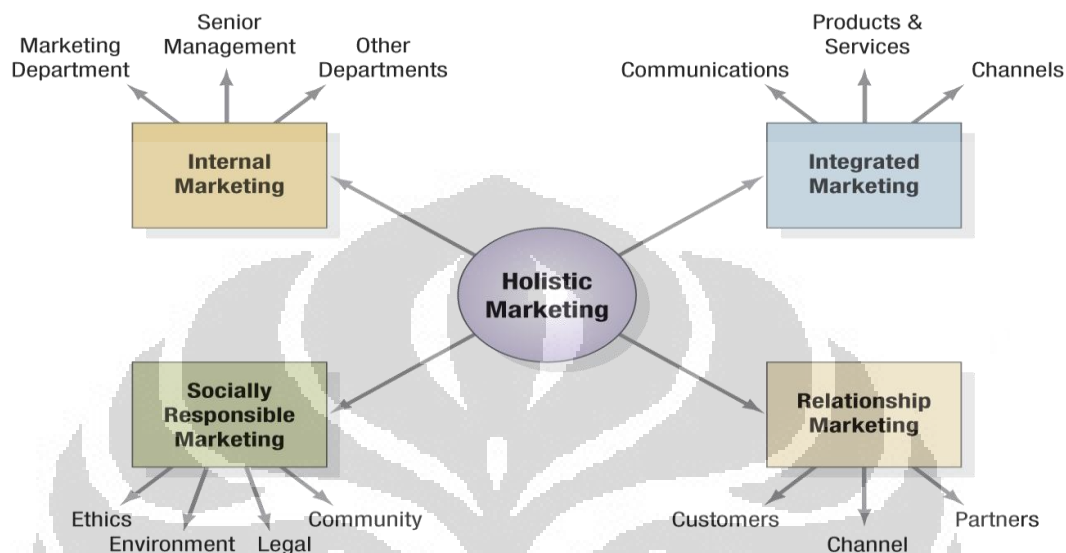 Senior
Management
Marketing
Department
Other
Departments
Products &
Services
Communications
Channels
Internal
Marketing
Integrated
Marketing
Holistic
Marketing
Socially
Responsible
Marketing
Relationship
Marketing
Ethics
Environment
Legal
Community
Customers
Channel
Partners